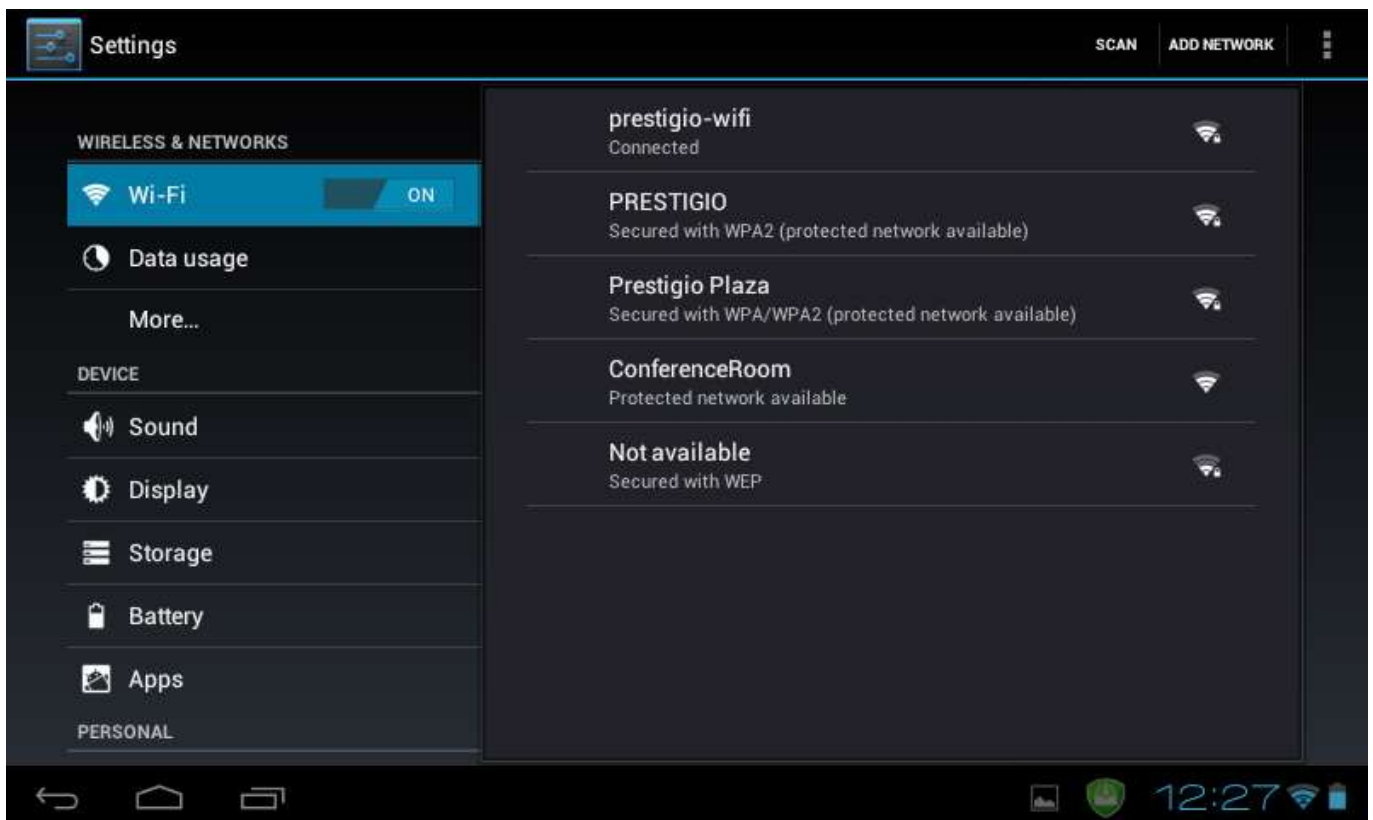 Settings
SCAN
ADD NETWORK
WIRELESS & NETWORKS
Wi-Fi
ON
Data usage
More...
DEVICE
Sound
Display
Storage
Battery
Apps
PERSONAL
prestigio-wifi
Connected
PRESTIGIO
Secured with WPA2 (protected network available)
Prestigio Plaza
Secured with WPA/WPA2 (protected network available)
ConferenceRoom
Protected network available
Not available
Secured with WEP
12:27